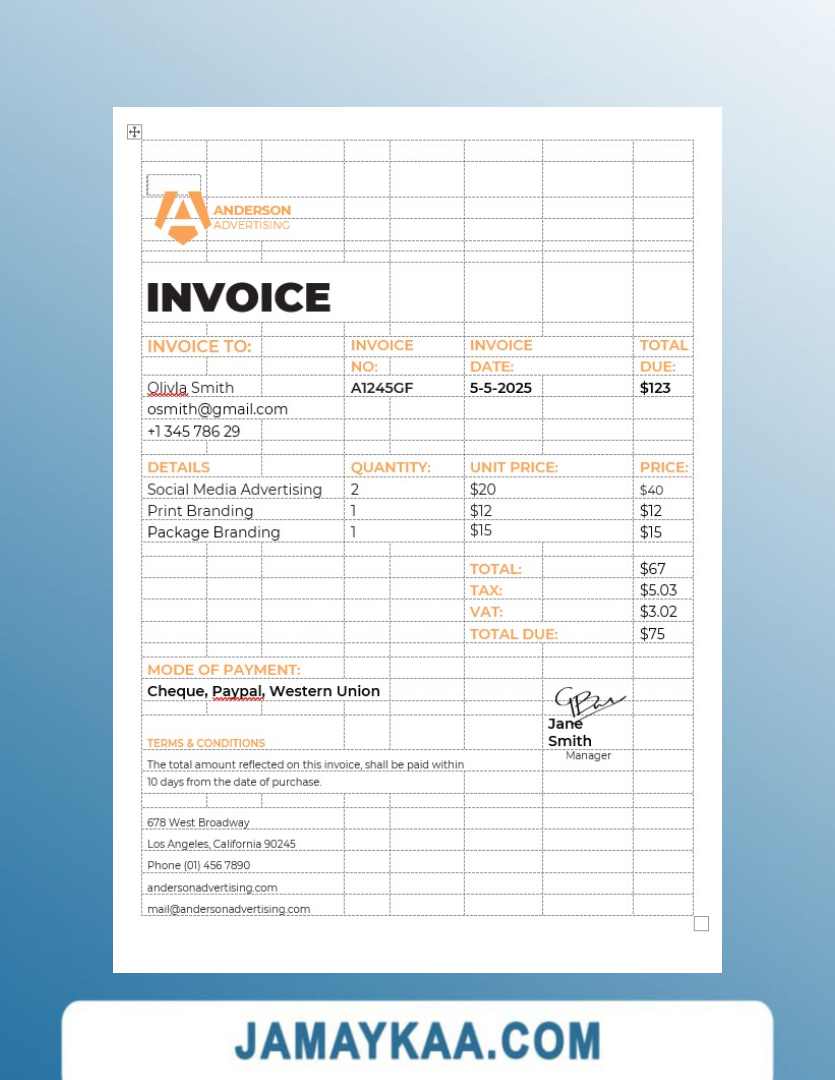 ANDERSON
ADVERTISING
INVOICE
INVOICE TO:
INVOICE NO:
INVOICE DATE:
TOTAL DUE:
Olivla Smith A1245GF 5-5-2025 $123
osmith@gmail.com
+1 345 786 29
DETAILS QUANTITY: UNIT PRICE: PRICE:
Social Media Advertising 2 $20 $40
Print Branding 1 $12 $12
Package Branding 1 $15 $15
TOTAL: $67
TAX: $5.03
VAT: $3.02
TOTAL DUE: $75
MODE OF PAYMENT:
Cheque, Paypal, Western Union
Jane
Smith
Manager
TERMS & CONDITIONS
The total amount reflected on this invoice, shall be paid within
10 days from the date of purchase.
678 West Broadway
Los Angeles, California 90245
Phone (01) 456 7890
andersonadvertising.com
mail@andersonadvertising.com
JAMAYKAA.COM